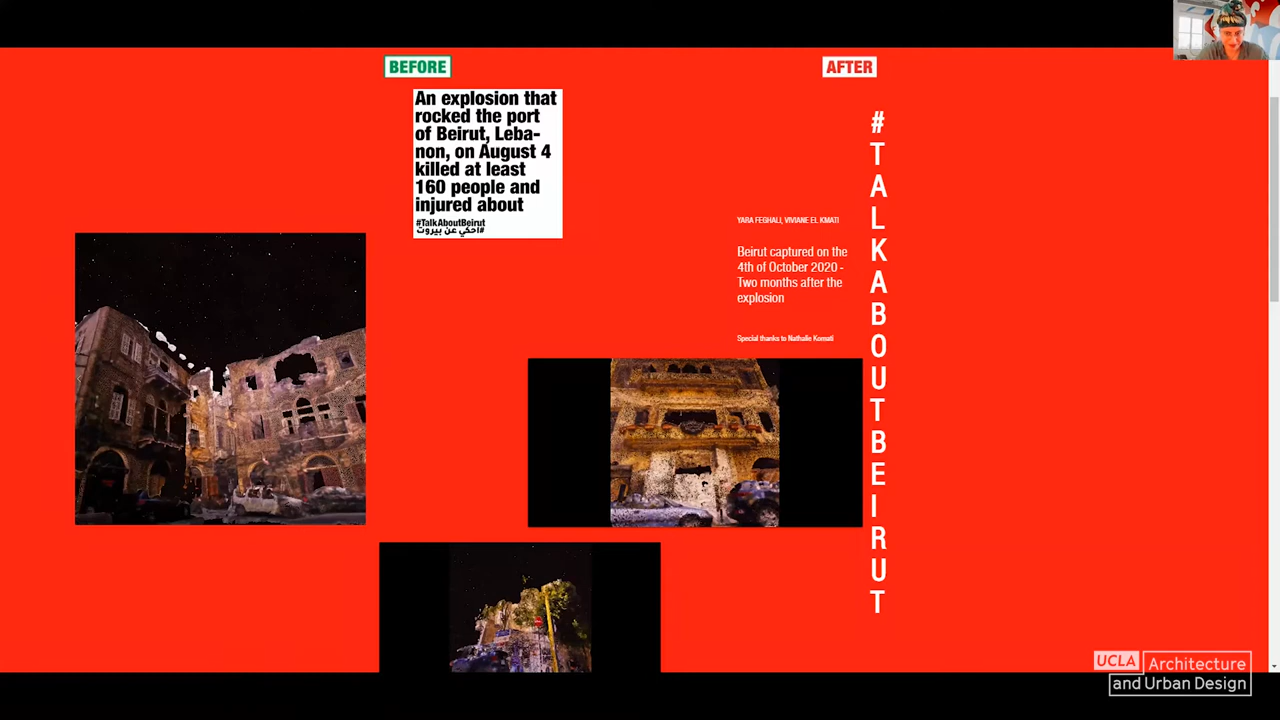 BEFORE
AFTER
An explosion that
rocked the port
of Beirut, Leba-
non, on August 4
killed at least
160 people and
injured about
#TalkAboutBeirut
#احكي عن بيروت
#TALKABOUTBEIRUT
YARA FEGHALI, VIVIANE EL KMATI
Beirut captured on the
4th of October 2020 -
Two months after the
explosion
Special thanks to Nathalie Komati
UCLA Architecture
and Urban Design